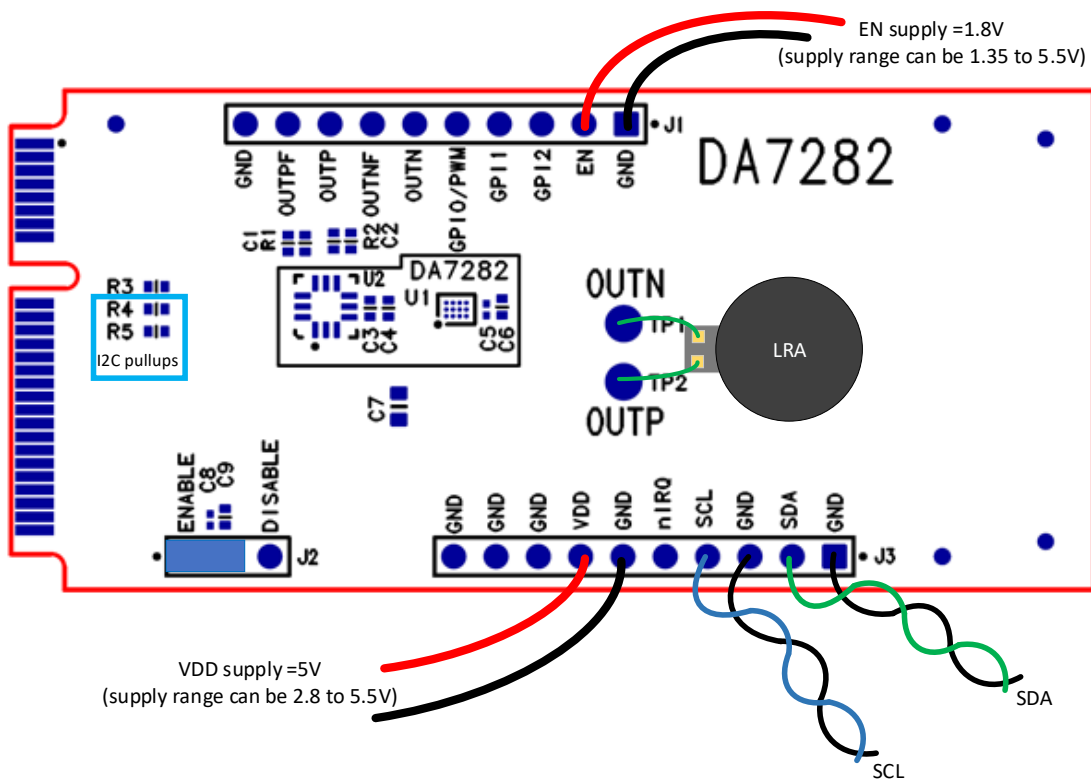 EN supply =1.8V
(supply range can be 1.35 to 5.5V)
J1
GND
OUTPF
OUTP
OUTNF
OUTN
GPIO/PWM
GPI1
GPI2
EN
GND
DA7282
C1
R1
R2
C2
DA7282
U2
U1
C3
C4
C5
C6
R3
R4
R5
I2C pullups
OUTN
TP1
LRA
TP2
OUTP
C7
ENABLE
C8
C9
DISABLE
J2
GND
GND
GND
VDD
GND
nIRQ
SCL
GND
SDA
GND
J3
VDD supply =5V
(supply range can be 2.8 to 5.5V)
SDA
SCL